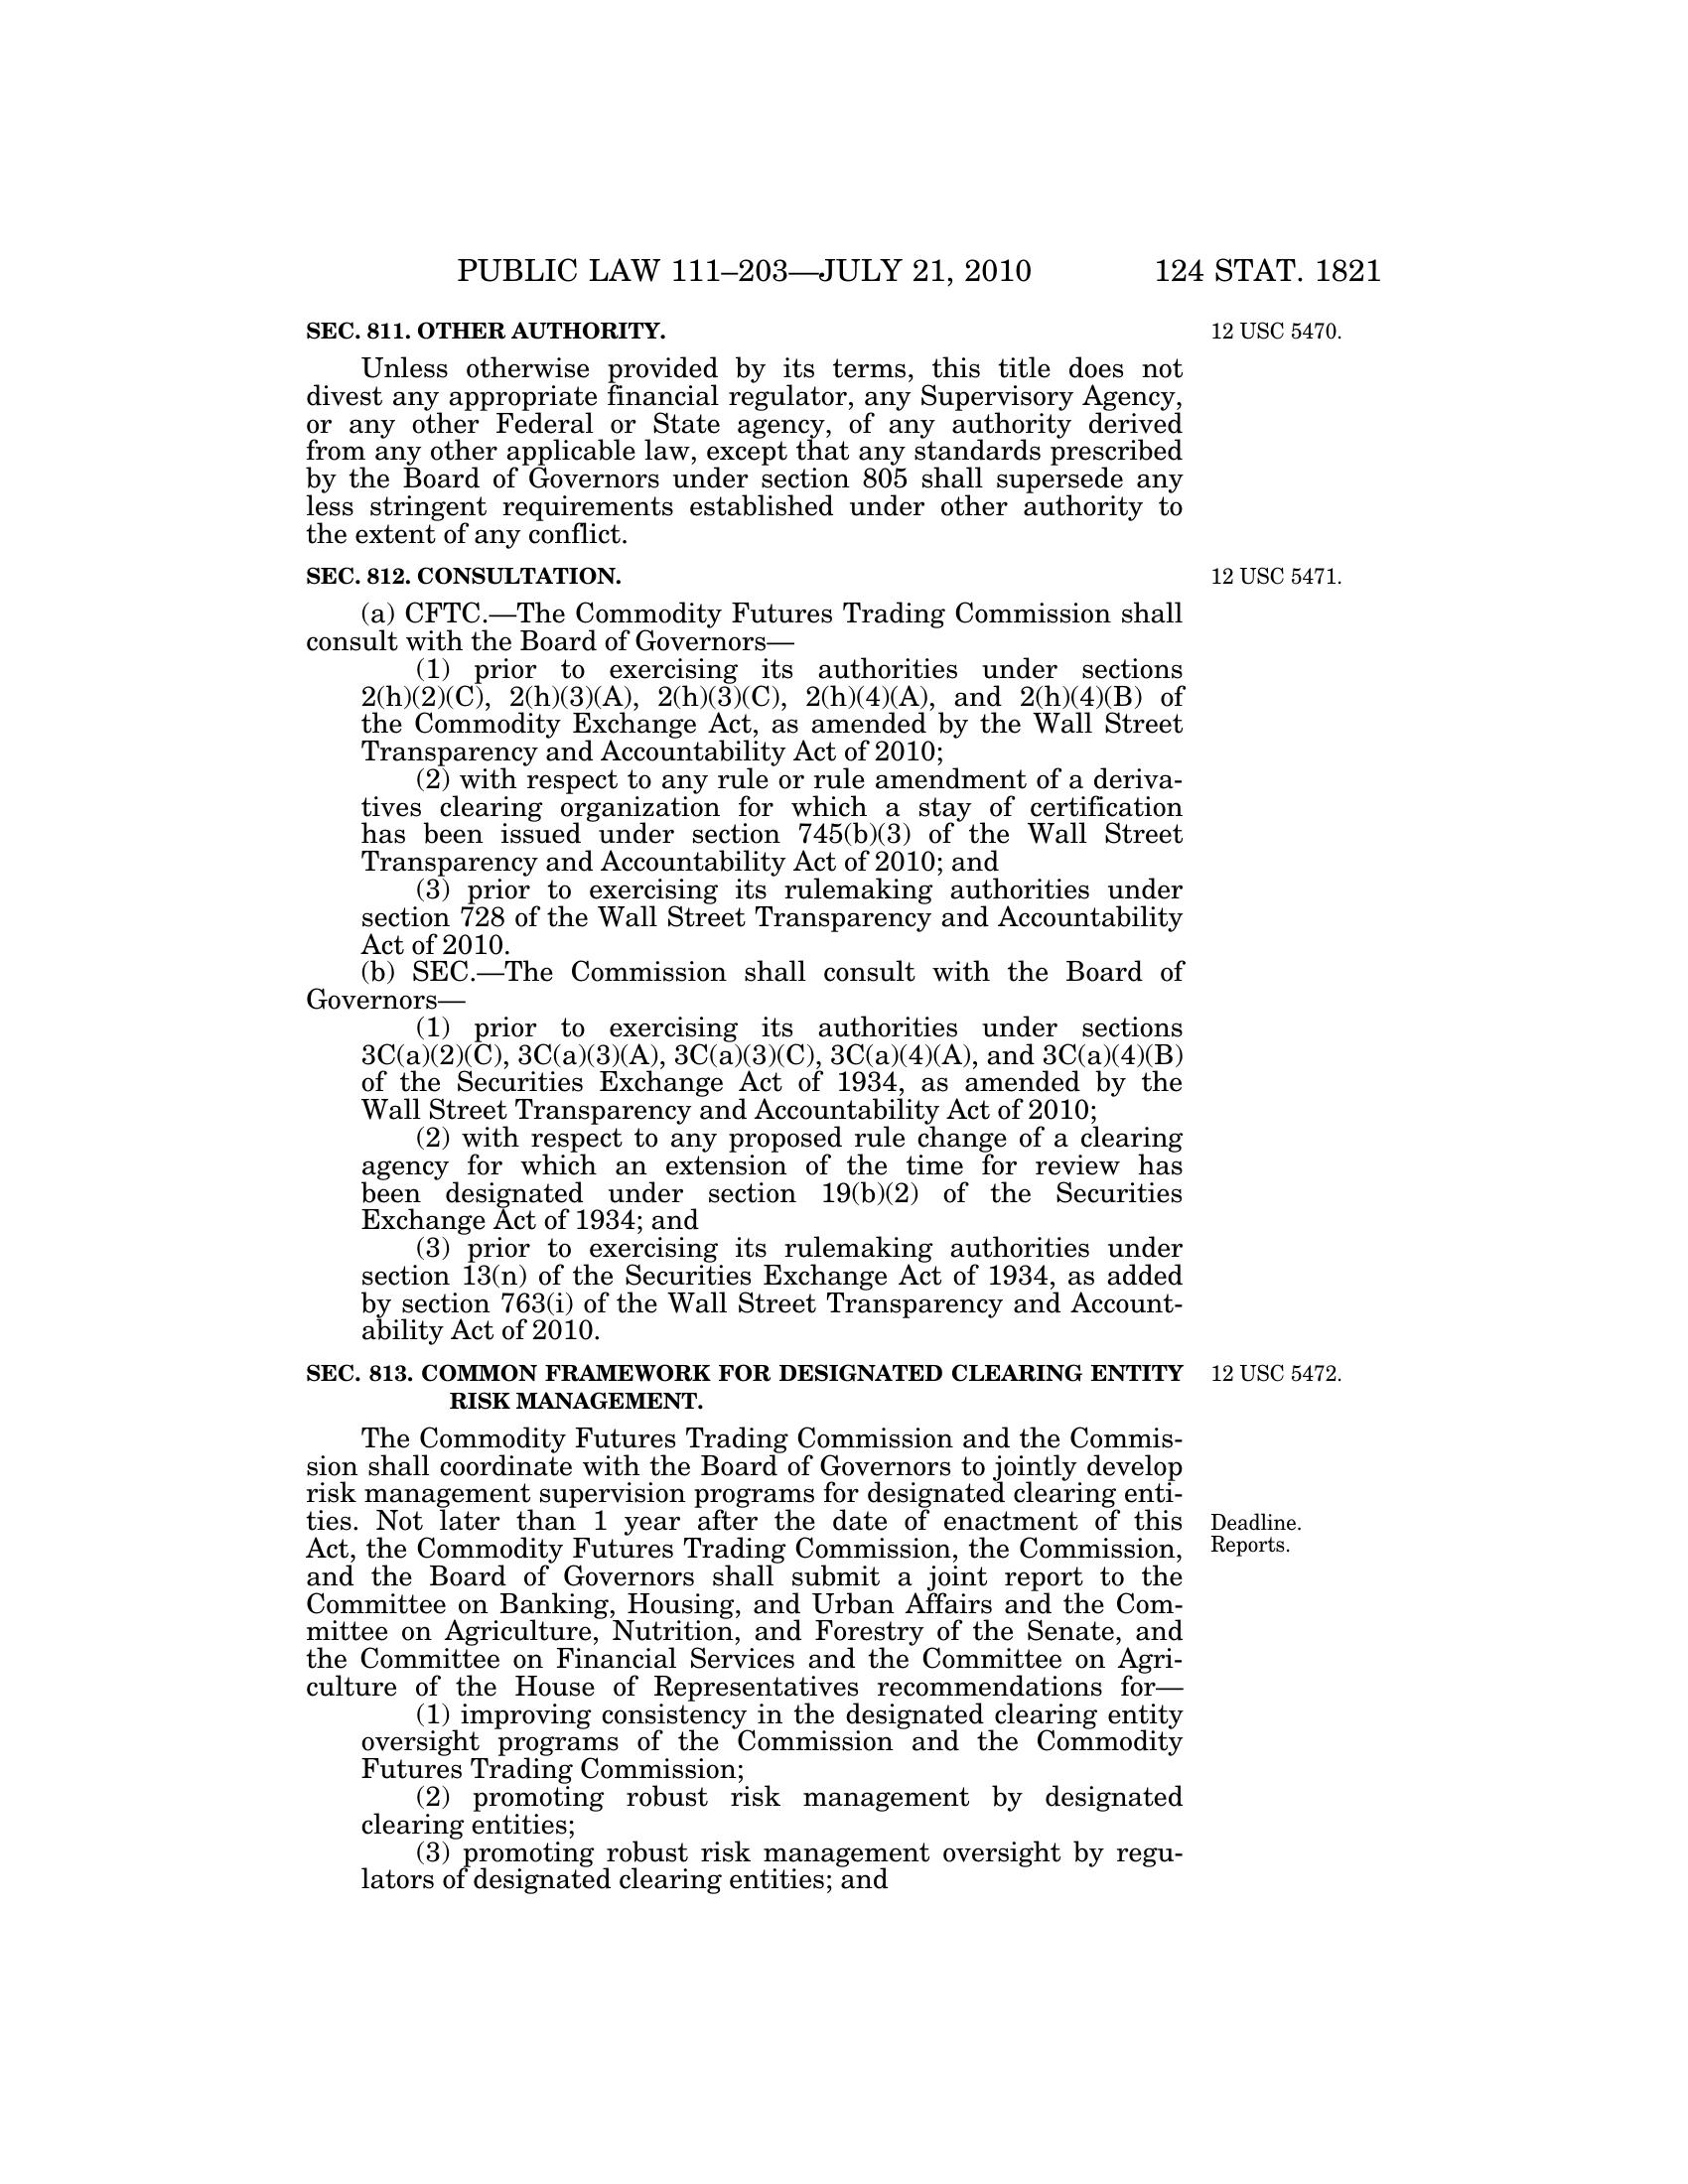 PUBLIC LAW 111–203—JULY 21, 2010 124 STAT. 1821
SEC. 811. OTHER AUTHORITY. 12 USC 5470.
Unless otherwise provided by its terms, this title does not
divest any appropriate financial regulator, any Supervisory Agency,
or any other Federal or State agency, of any authority derived
from any other applicable law, except that any standards prescribed
by the Board of Governors under section 805 shall supersede any
less stringent requirements established under other authority to
the extent of any conflict.
SEC. 812. CONSULTATION. 12 USC 5471.
(a) CFTC.—The Commodity Futures Trading Commission shall
consult with the Board of Governors—
(1) prior to exercising its authorities under sections
2(h)(2)(C), 2(h)(3)(A), 2(h)(3)(C), 2(h)(4)(A), and 2(h)(4)(B) of
the Commodity Exchange Act, as amended by the Wall Street
Transparency and Accountability Act of 2010;
(2) with respect to any rule or rule amendment of a deriva-
tives clearing organization for which a stay of certification
has been issued under section 745(b)(3) of the Wall Street
Transparency and Accountability Act of 2010; and
(3) prior to exercising its rulemaking authorities under
section 728 of the Wall Street Transparency and Accountability
Act of 2010.
(b) SEC.—The Commission shall consult with the Board of
Governors—
(1) prior to exercising its authorities under sections
3C(a)(2)(C), 3C(a)(3)(A), 3C(a)(3)(C), 3C(a)(4)(A), and 3C(a)(4)(B)
of the Securities Exchange Act of 1934, as amended by the
Wall Street Transparency and Accountability Act of 2010;
(2) with respect to any proposed rule change of a clearing
agency for which an extension of the time for review has
been designated under section 19(b)(2) of the Securities
Exchange Act of 1934; and
(3) prior to exercising its rulemaking authorities under
section 13(n) of the Securities Exchange Act of 1934, as added
by section 763(i) of the Wall Street Transparency and Account-
ability Act of 2010.
SEC. 813. COMMON FRAMEWORK FOR DESIGNATED CLEARING ENTITY 12 USC 5472.
RISK MANAGEMENT.
The Commodity Futures Trading Commission and the Commis-
sion shall coordinate with the Board of Governors to jointly develop
risk management supervision programs for designated clearing enti-
ties. Not later than 1 year after the date of enactment of this Deadline.
Act, the Commodity Futures Trading Commission, the Commission, Reports.
and the Board of Governors shall submit a joint report to the
Committee on Banking, Housing, and Urban Affairs and the Com-
mittee on Agriculture, Nutrition, and Forestry of the Senate, and
the Committee on Financial Services and the Committee on Agri-
culture of the House of Representatives recommendations for—
(1) improving consistency in the designated clearing entity
oversight programs of the Commission and the Commodity
Futures Trading Commission;
(2) promoting robust risk management by designated
clearing entities;
(3) promoting robust risk management oversight by regu-
lators of designated clearing entities; and